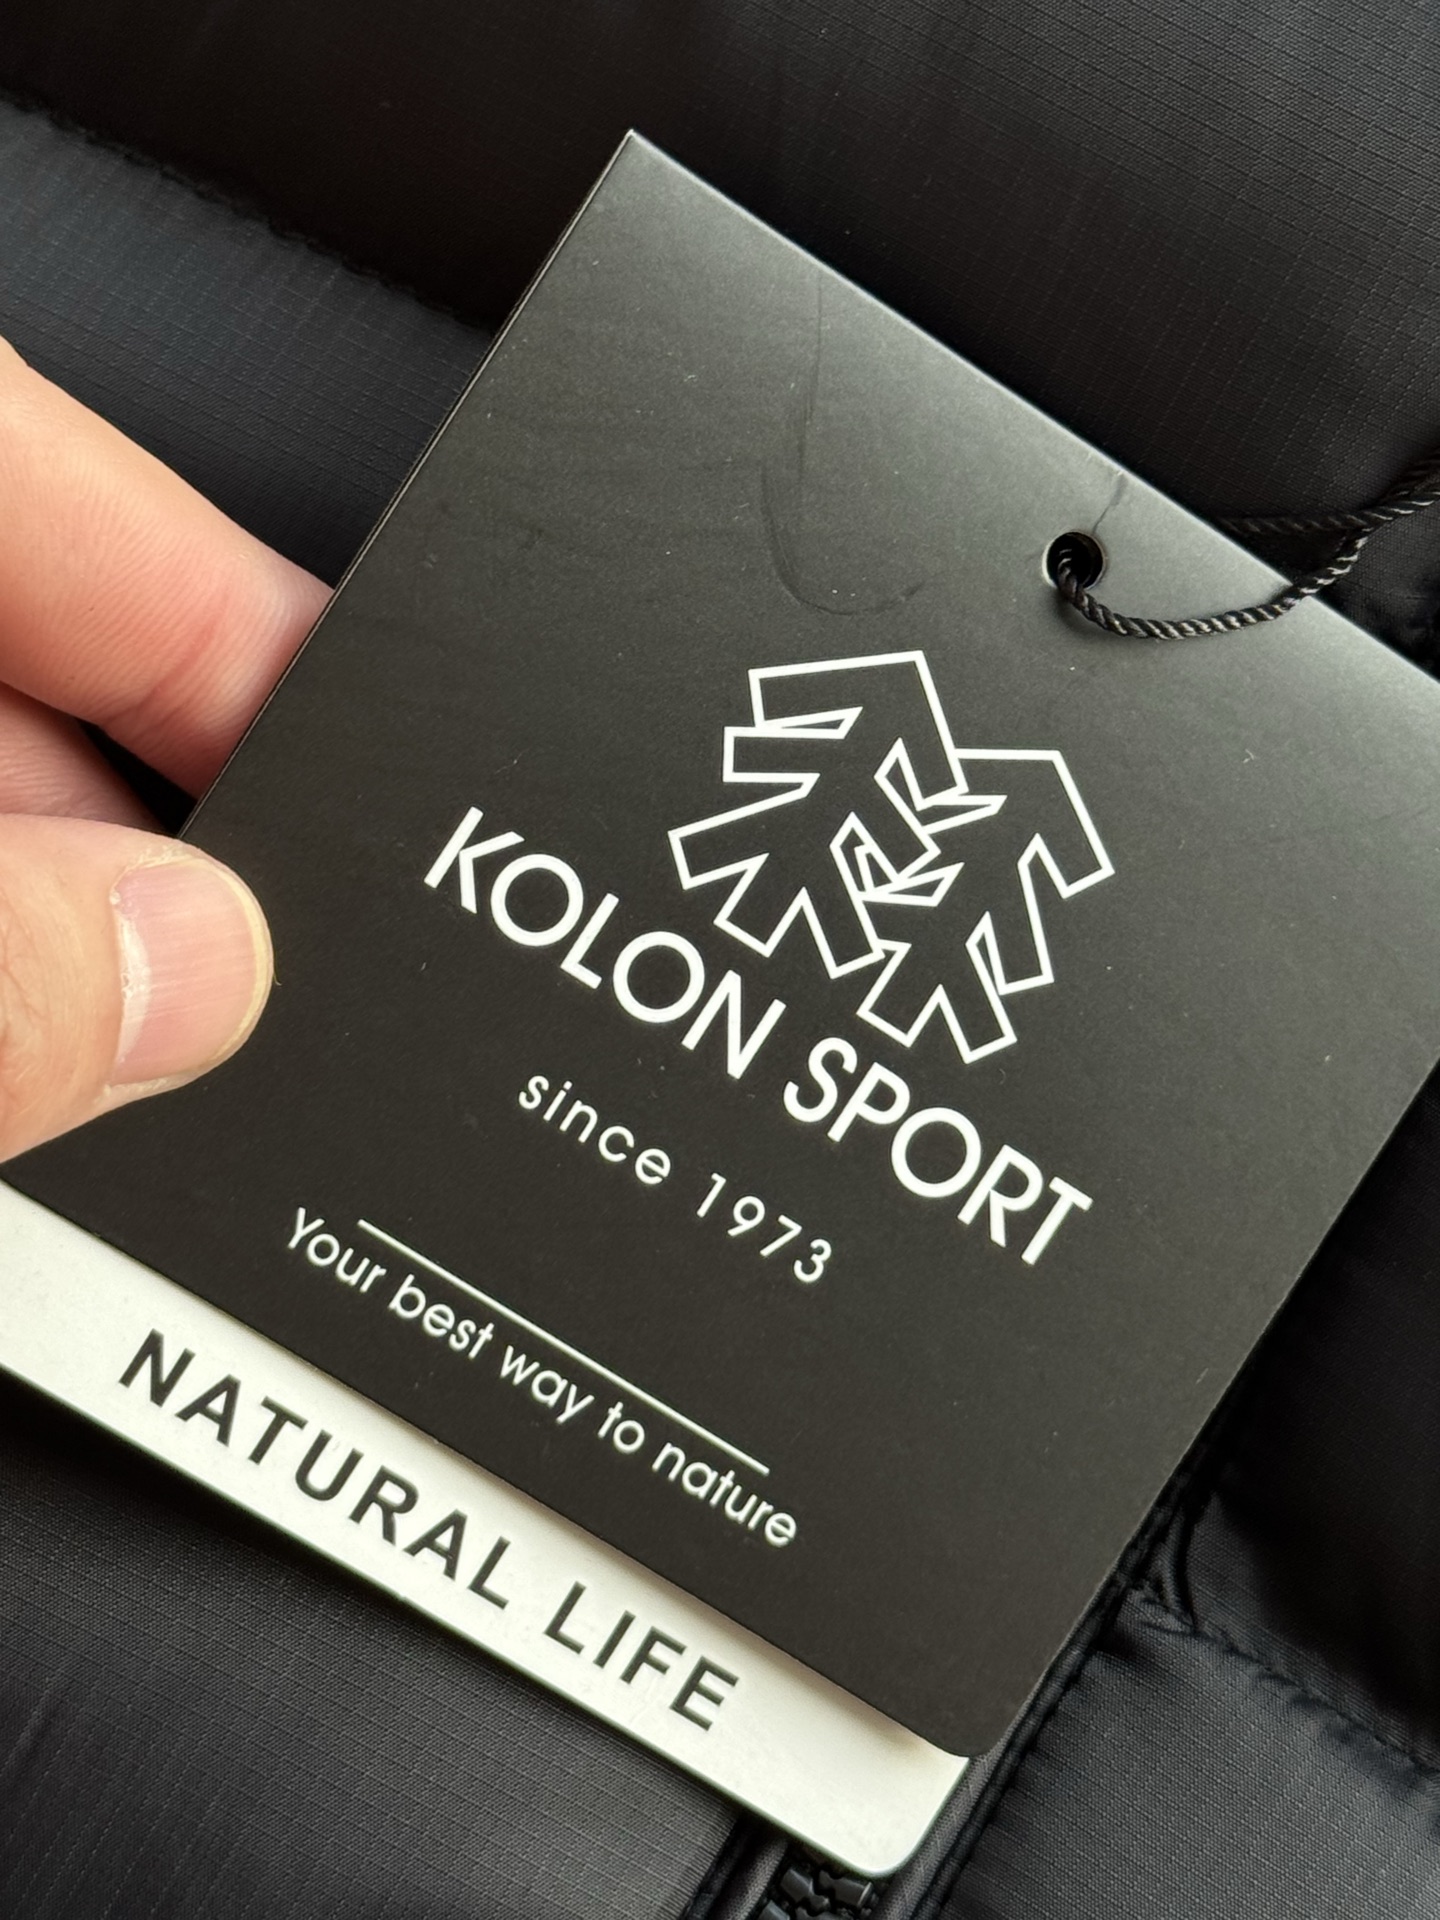 KOLON SPORT
since 1973
Your best way to nature
NATURAL LIFE